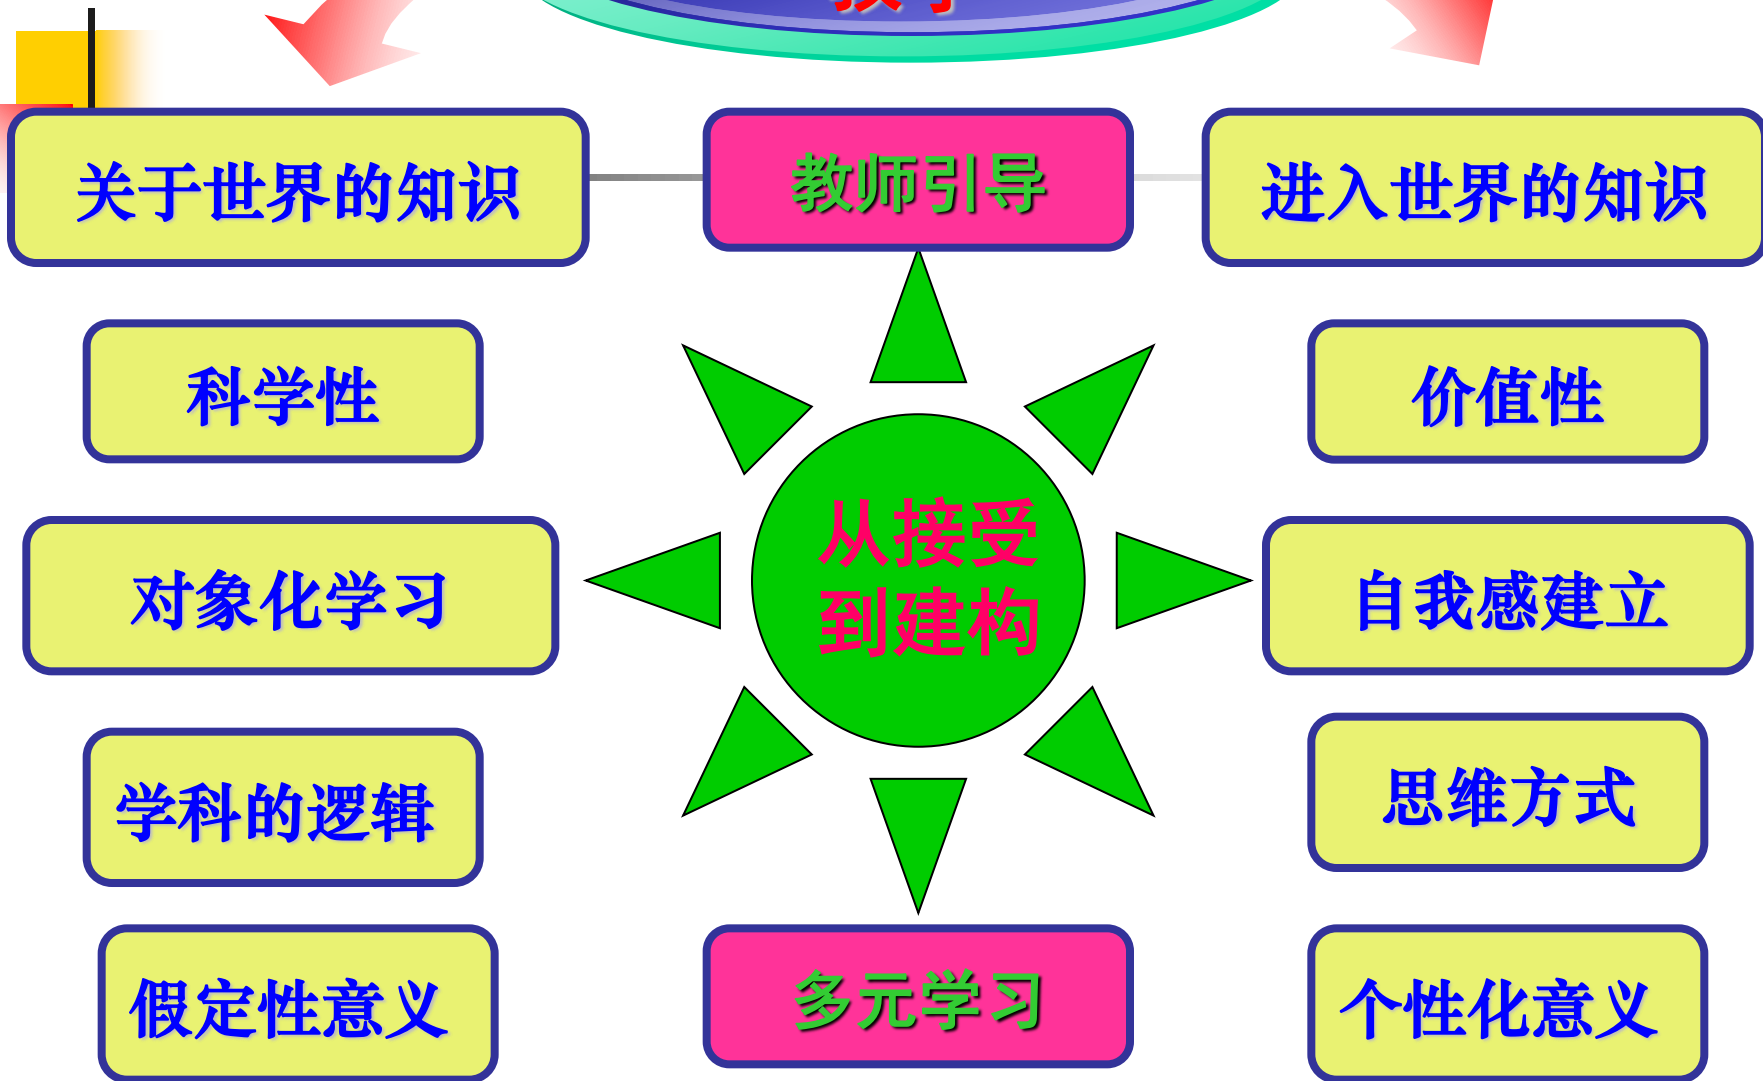 教学
关于世界的知识
教师引导
进入世界的知识
科学性
价值性
从接受
到建构
对象化学习
自我感建立
学科的逻辑
思维方式
假定性意义
多元学习
个性化意义